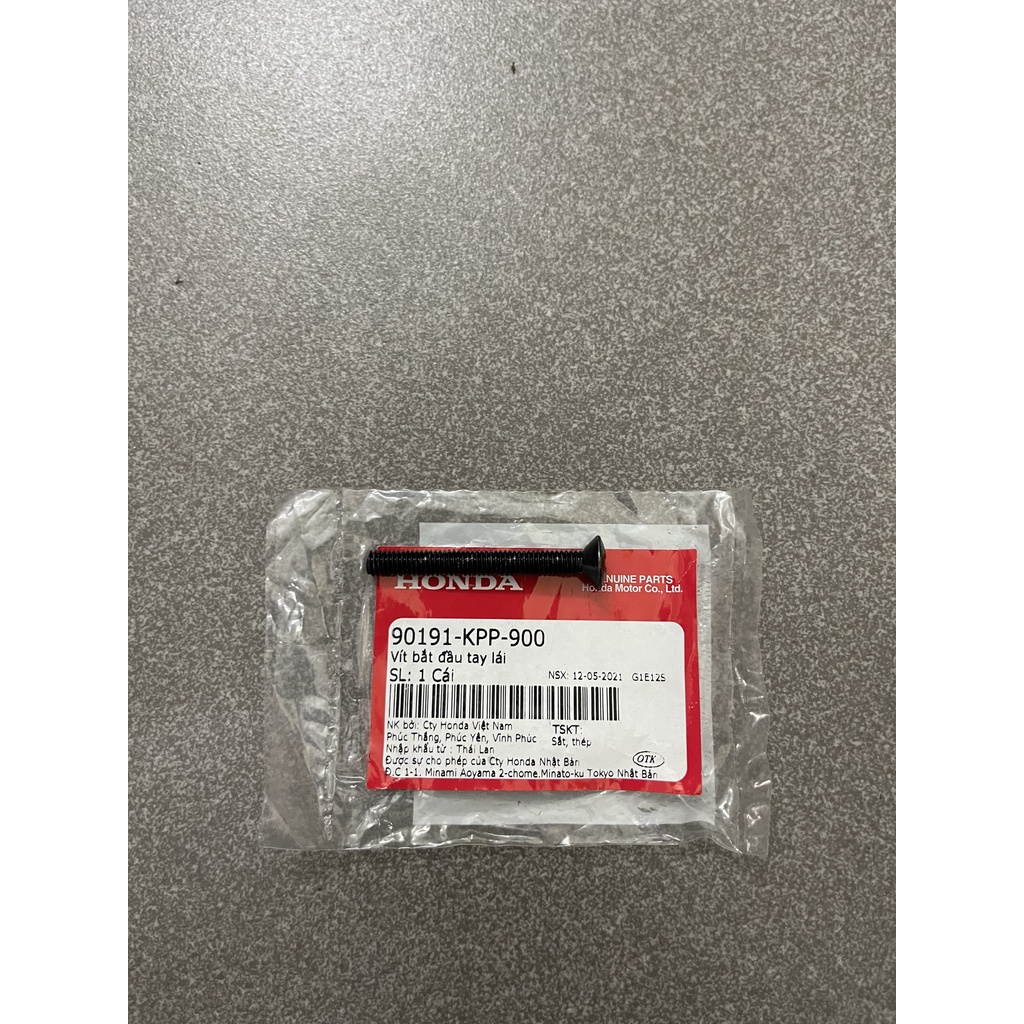 HONDA
GENUINE PARTS
Honda Motor Co., Ltd.
90191-KPP-900
Vít bắt đầu tay lái
SL: 1 Cái
NSX: 12-05-2021 G1E12S
NK bởi: Cty Honda Việt Nam
TSKT:
Phúc Thắng, Phúc Yên, Vĩnh Phúc
Sắt, thép
Nhập khẩu từ : Thái Lan
Được sự cho phép của Cty Honda Nhật Bản
OTK
Đ.C 1-1. Minami Aoyama 2-chome.Minato-ku Tokyo Nhật Bản